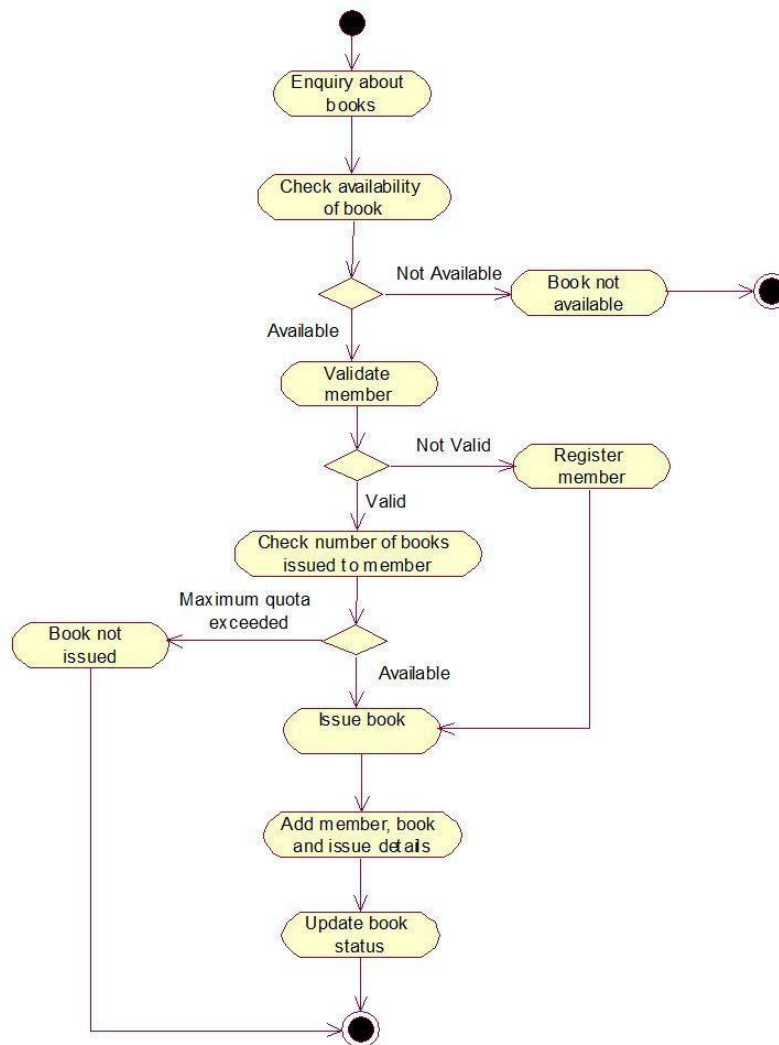 Enquiry about
books
Check availability
of book
Not Available
Book not
available
Available
Validate
member
Not Valid
Register
member
Valid
Check number of books
issued to member
Maximum quota
exceeded
Book not
issued
Available
Issue book
Add member, book
and issue details
Update book
status